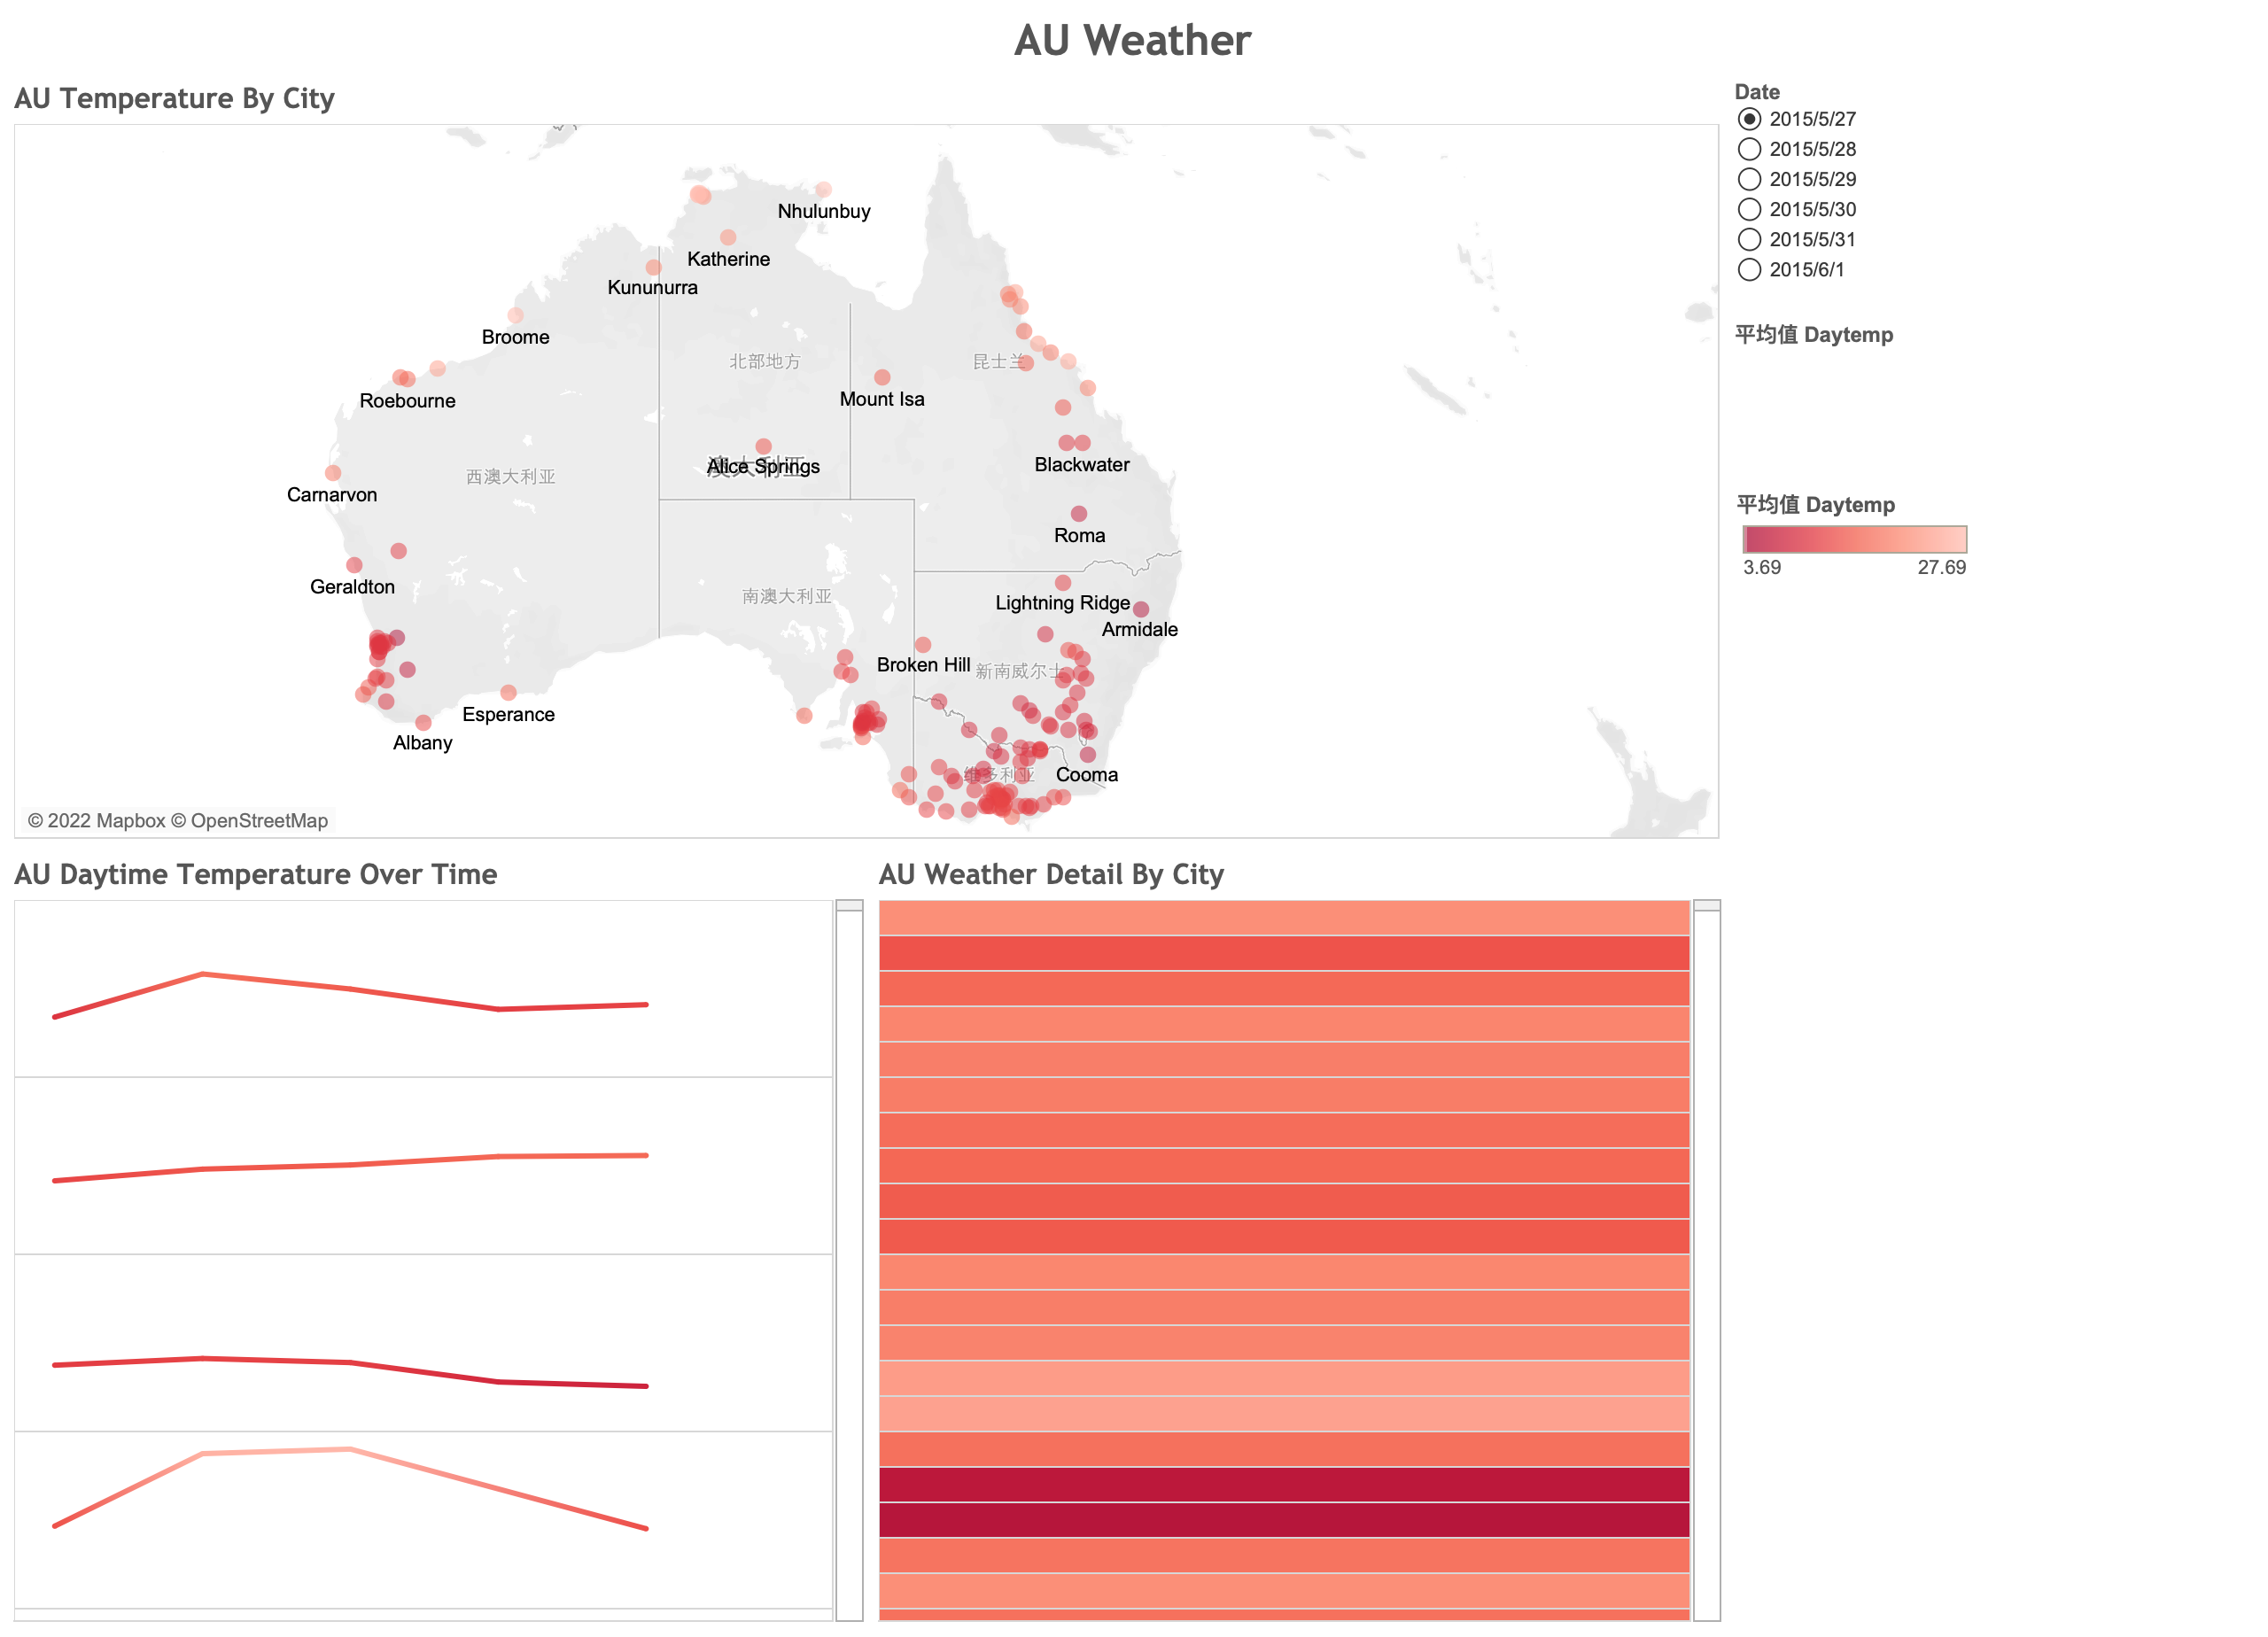 AU Weather
AU Temperature By City
Date
2015/5/27
2015/5/28
2015/5/29
2015/5/30
2015/5/31
2015/6/1
平均值 Daytemp
平均值 Daytemp
3.69
27.69
Nhulunbuy
Katherine
Kununurra
Broome
北部地方
昆士兰
Roebourne
Mount Isa
澳大利亚
Alice Springs
Blackwater
西澳大利亚
Carnarvon
Roma
Geraldton
南澳大利亚
Lightning Ridge
Armidale
Broken Hill
新南威尔士
Esperance
Albany
维多利亚
Cooma
© 2022 Mapbox © OpenStreetMap
AU Daytime Temperature Over Time
AU Weather Detail By City